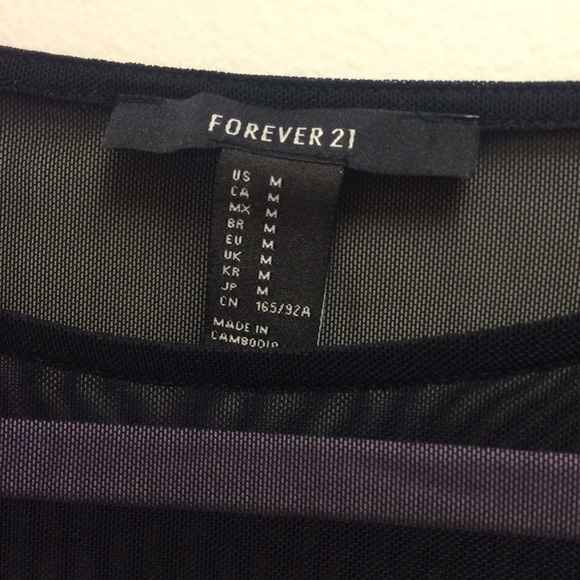 FOREVER 21
US M
CA M
MX M
BR M
EU M
UK M
KR M
JP M
CN 165/92A
MADE IN
CAMBODIA